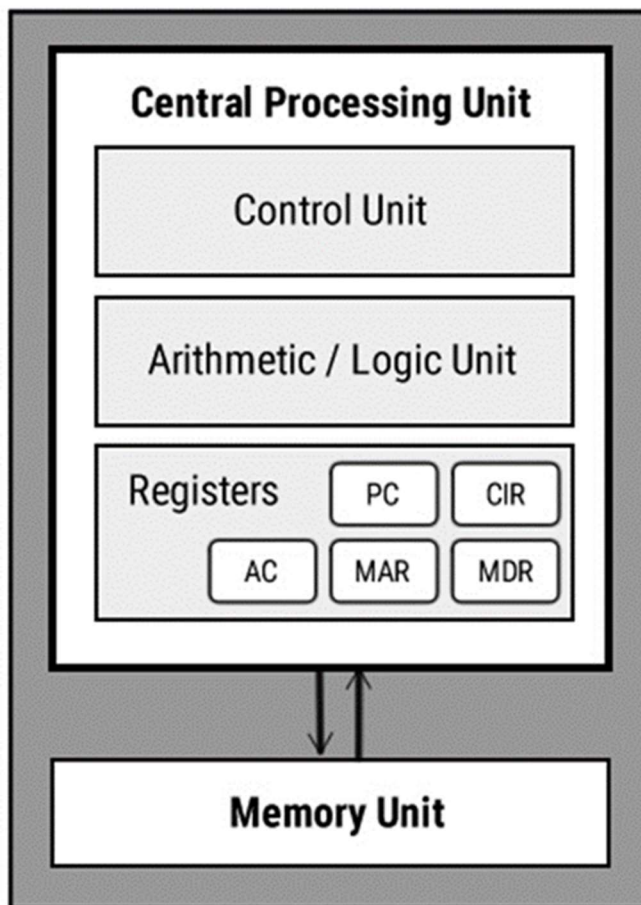 Central Processing Unit
Control Unit
Arithmetic / Logic Unit
Registers PC CIR
AC MAR MDR
Memory Unit